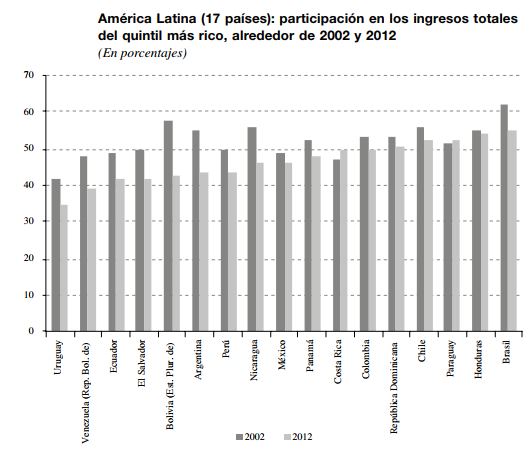 América Latina (17 países): participación en los ingresos totales
del quintil más rico, alrededor de 2002 y 2012
(En porcentajes)
70
60
50
40
30
20
10
0
Uruguay
Venezuela (Rep. Bol. de)
Ecuador
El Salvador
Bolivia (Est. Plur. de)
Argentina
Perú
Nicaragua
México
Panamá
Costa Rica
Colombia
República Dominicana
Chile
Paraguay
Honduras
Brasil
2002 2012